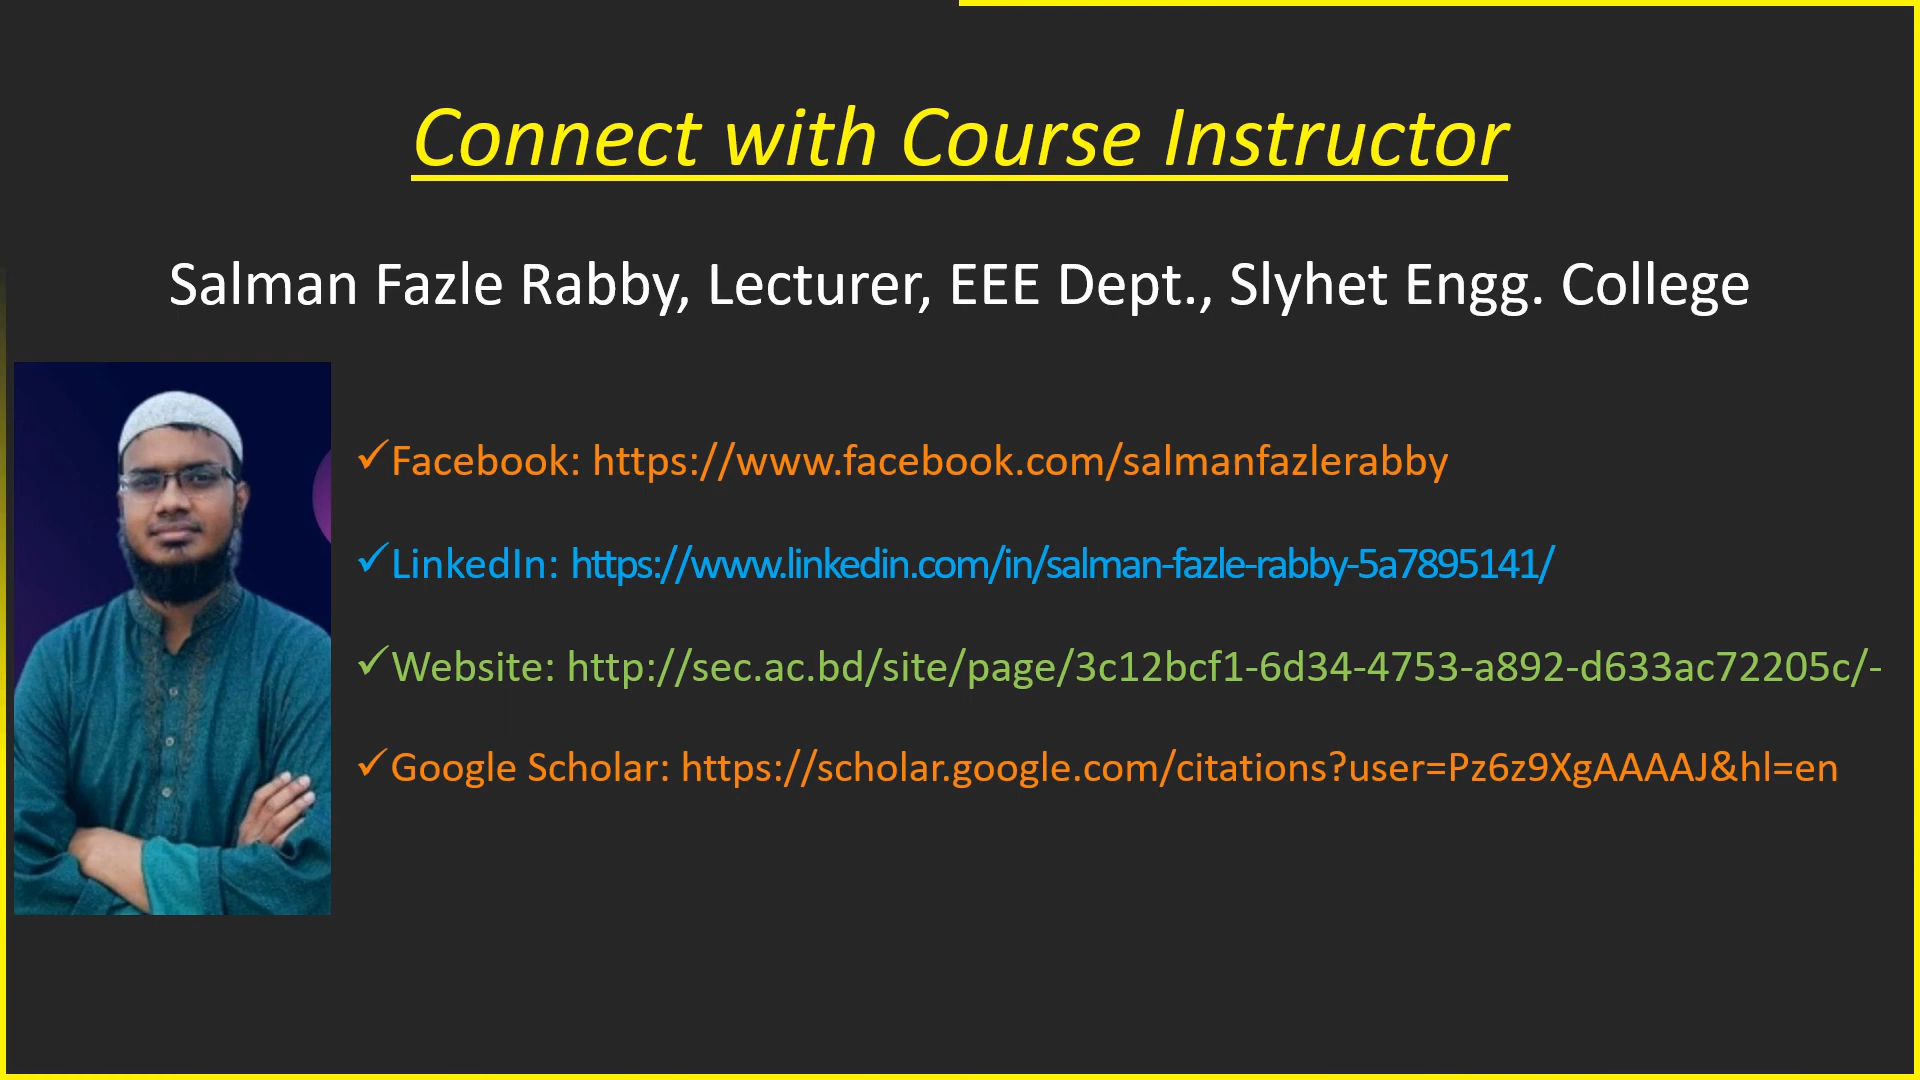 Connect with Course Instructor
Salman Fazle Rabby, Lecturer, EEE Dept., Slyhet Engg. College
✓Facebook: https://www.facebook.com/salmanfazlerabby
✓LinkedIn: https://www.linkedin.com/in/salman-fazle-rabby-5a7895141/
✓Website: http://sec.ac.bd/site/page/3c12bcf1-6d34-4753-a892-d633ac72205c/-
✓Google Scholar: https://scholar.google.com/citations?user=Pz6z9XgAAAAJ&hl=en